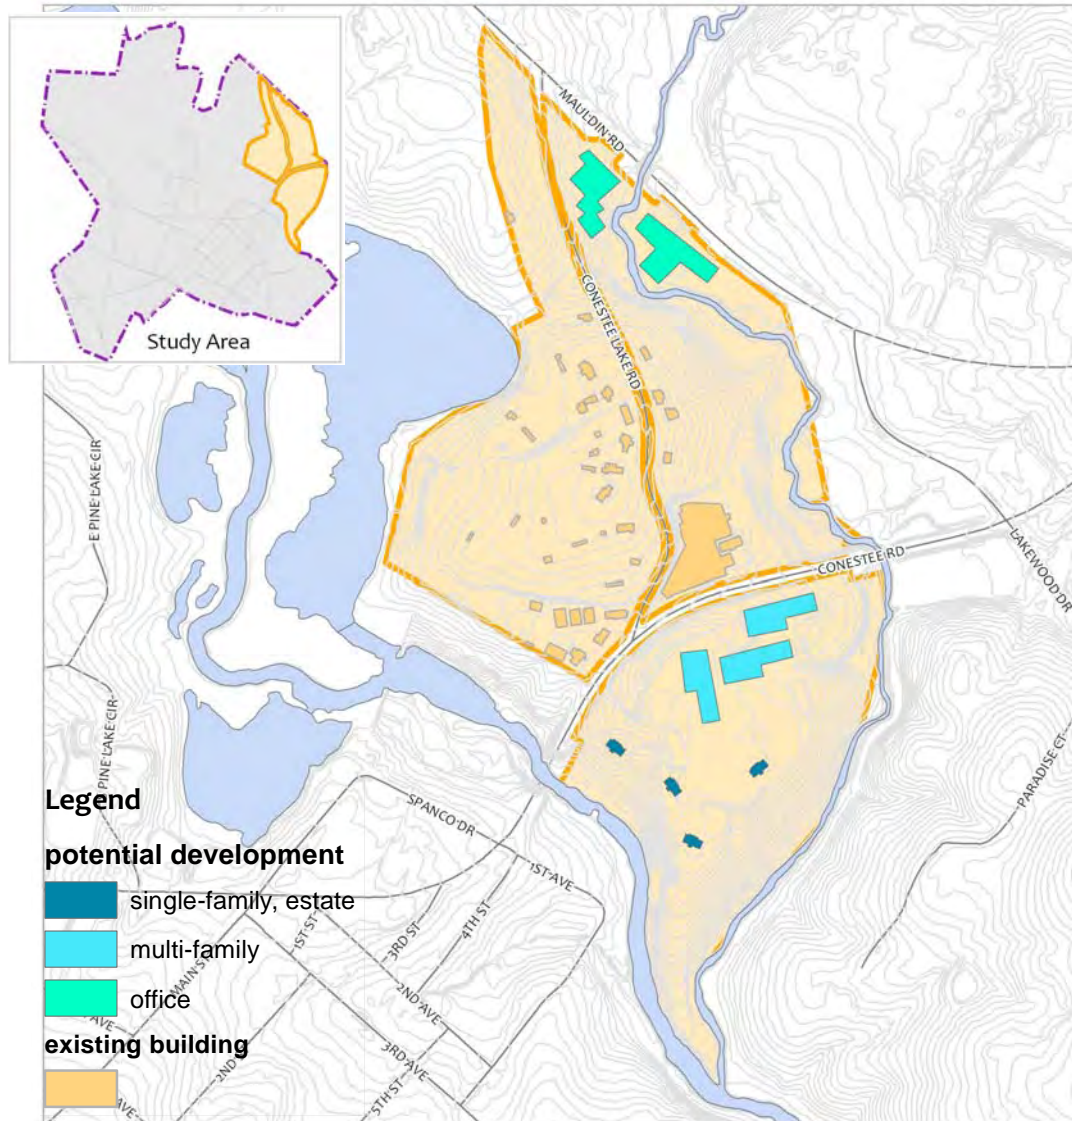 MAULDIN RD
Study Area
CONESTEE LAKE RD
E PINE LAKE CIR
CONESTEE RD
LAKEWOOD DR
PINE LAKE CIR
PARADISE CT
Legend
SPANCO DR
potential development
1ST AVE
single-family, estate
1ST ST
3RD ST
4TH ST
multi-family
MAIN ST
2ND AVE
office
AVE
existing building
3RD AVE
2ND
5TH ST
AVE